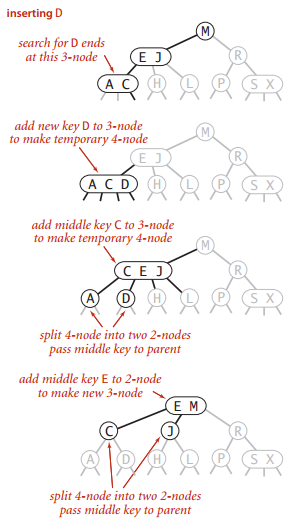 inserting D
M
search for D ends
at this 3-node
E J
R
A C
H
L
P
S X
add new key D to 3-node
to make temporary 4-node
M
E J
R
A C D
H
L
P
S X
add middle key C to 3-node
to make temporary 4-node
M
C E J
R
A
D
H
L
P
S X
split 4-node into two 2-nodes
pass middle key to parent
add middle key E to 2-node
to make new 3-node
E M
C
J
R
A
D
H
L
P
S X
split 4-node into two 2-nodes
pass middle key to parent